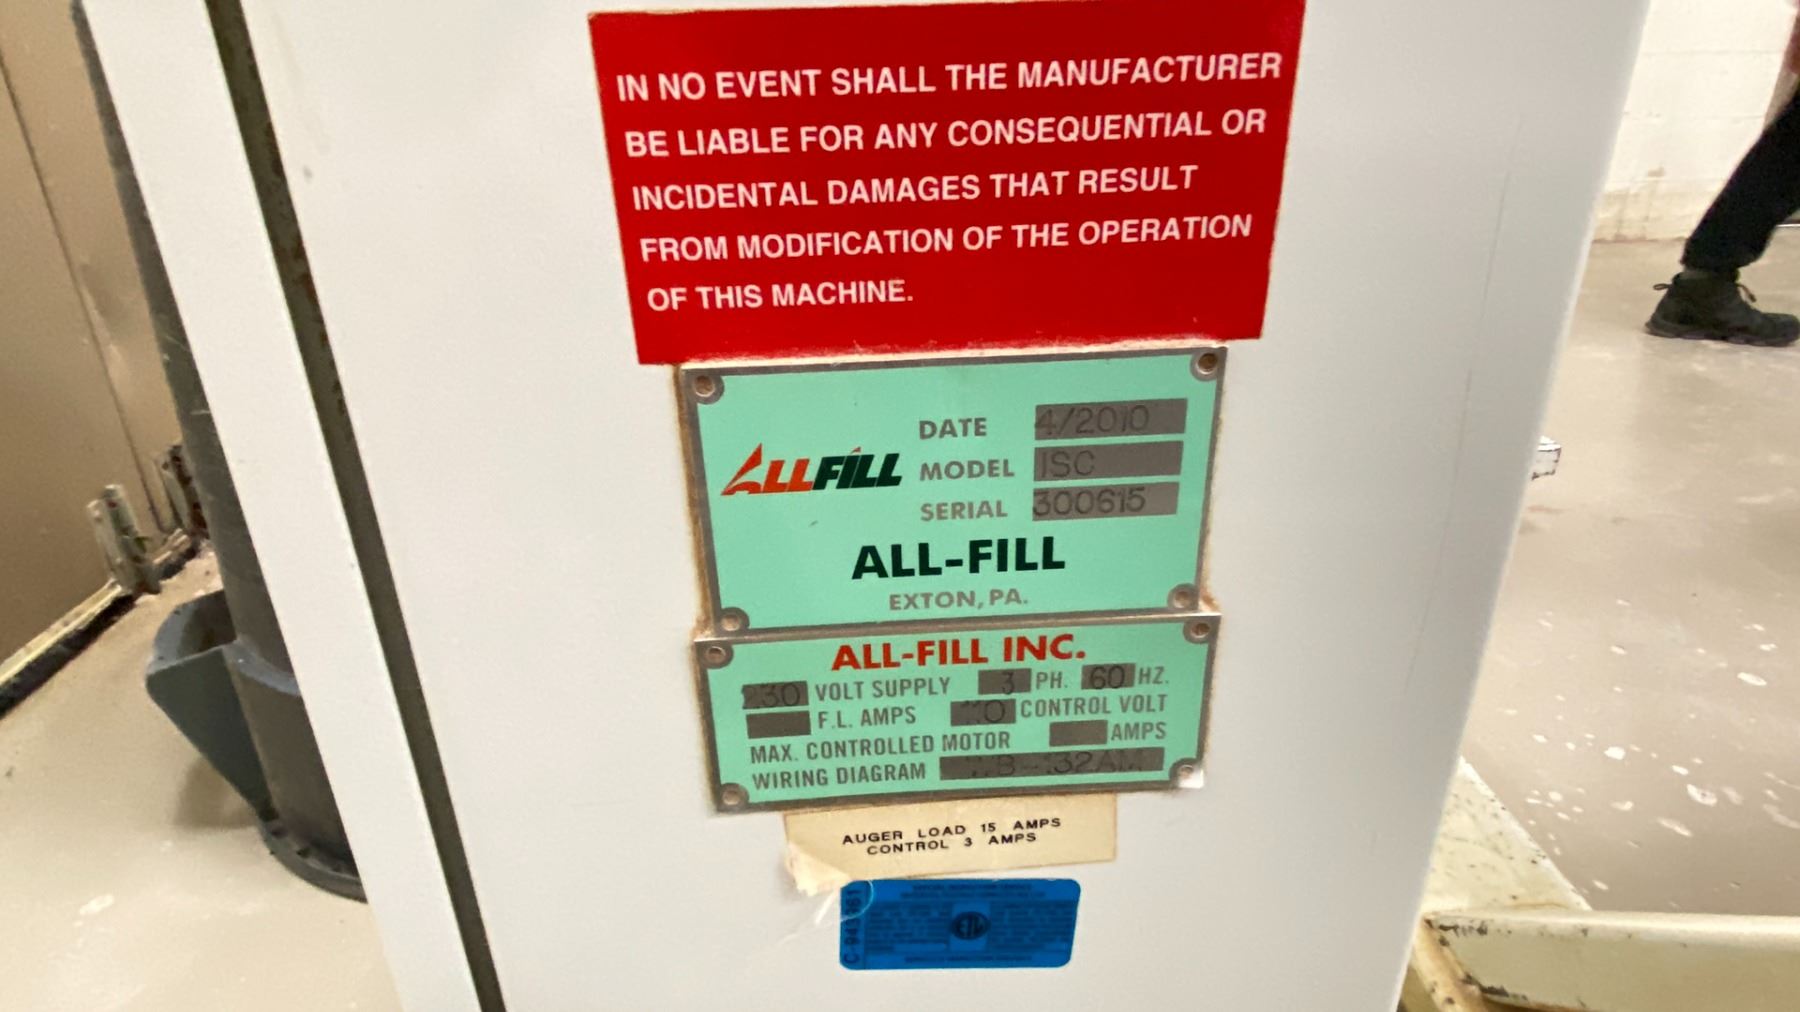 IN NO EVENT SHALL THE MANUFACTURER
BE LIABLE FOR ANY CONSEQUENTIAL OR
INCIDENTAL DAMAGES THAT RESULT
FROM MODIFICATION OF THE OPERATION
OF THIS MACHINE.
ALLFILL
DATE 4/2010
MODEL ISC
SERIAL 300615
ALL-FILL
EXTON, PA.
ALL-FILL INC.
230 VOLT SUPPLY 3 PH. 60 HZ.
F.L. AMPS CONTROL VOLT
MAX. CONTROLLED MOTOR AMPS
WIRING DIAGRAM
AUGER LOAD 15 AMPS
CONTROL 3 AMPS